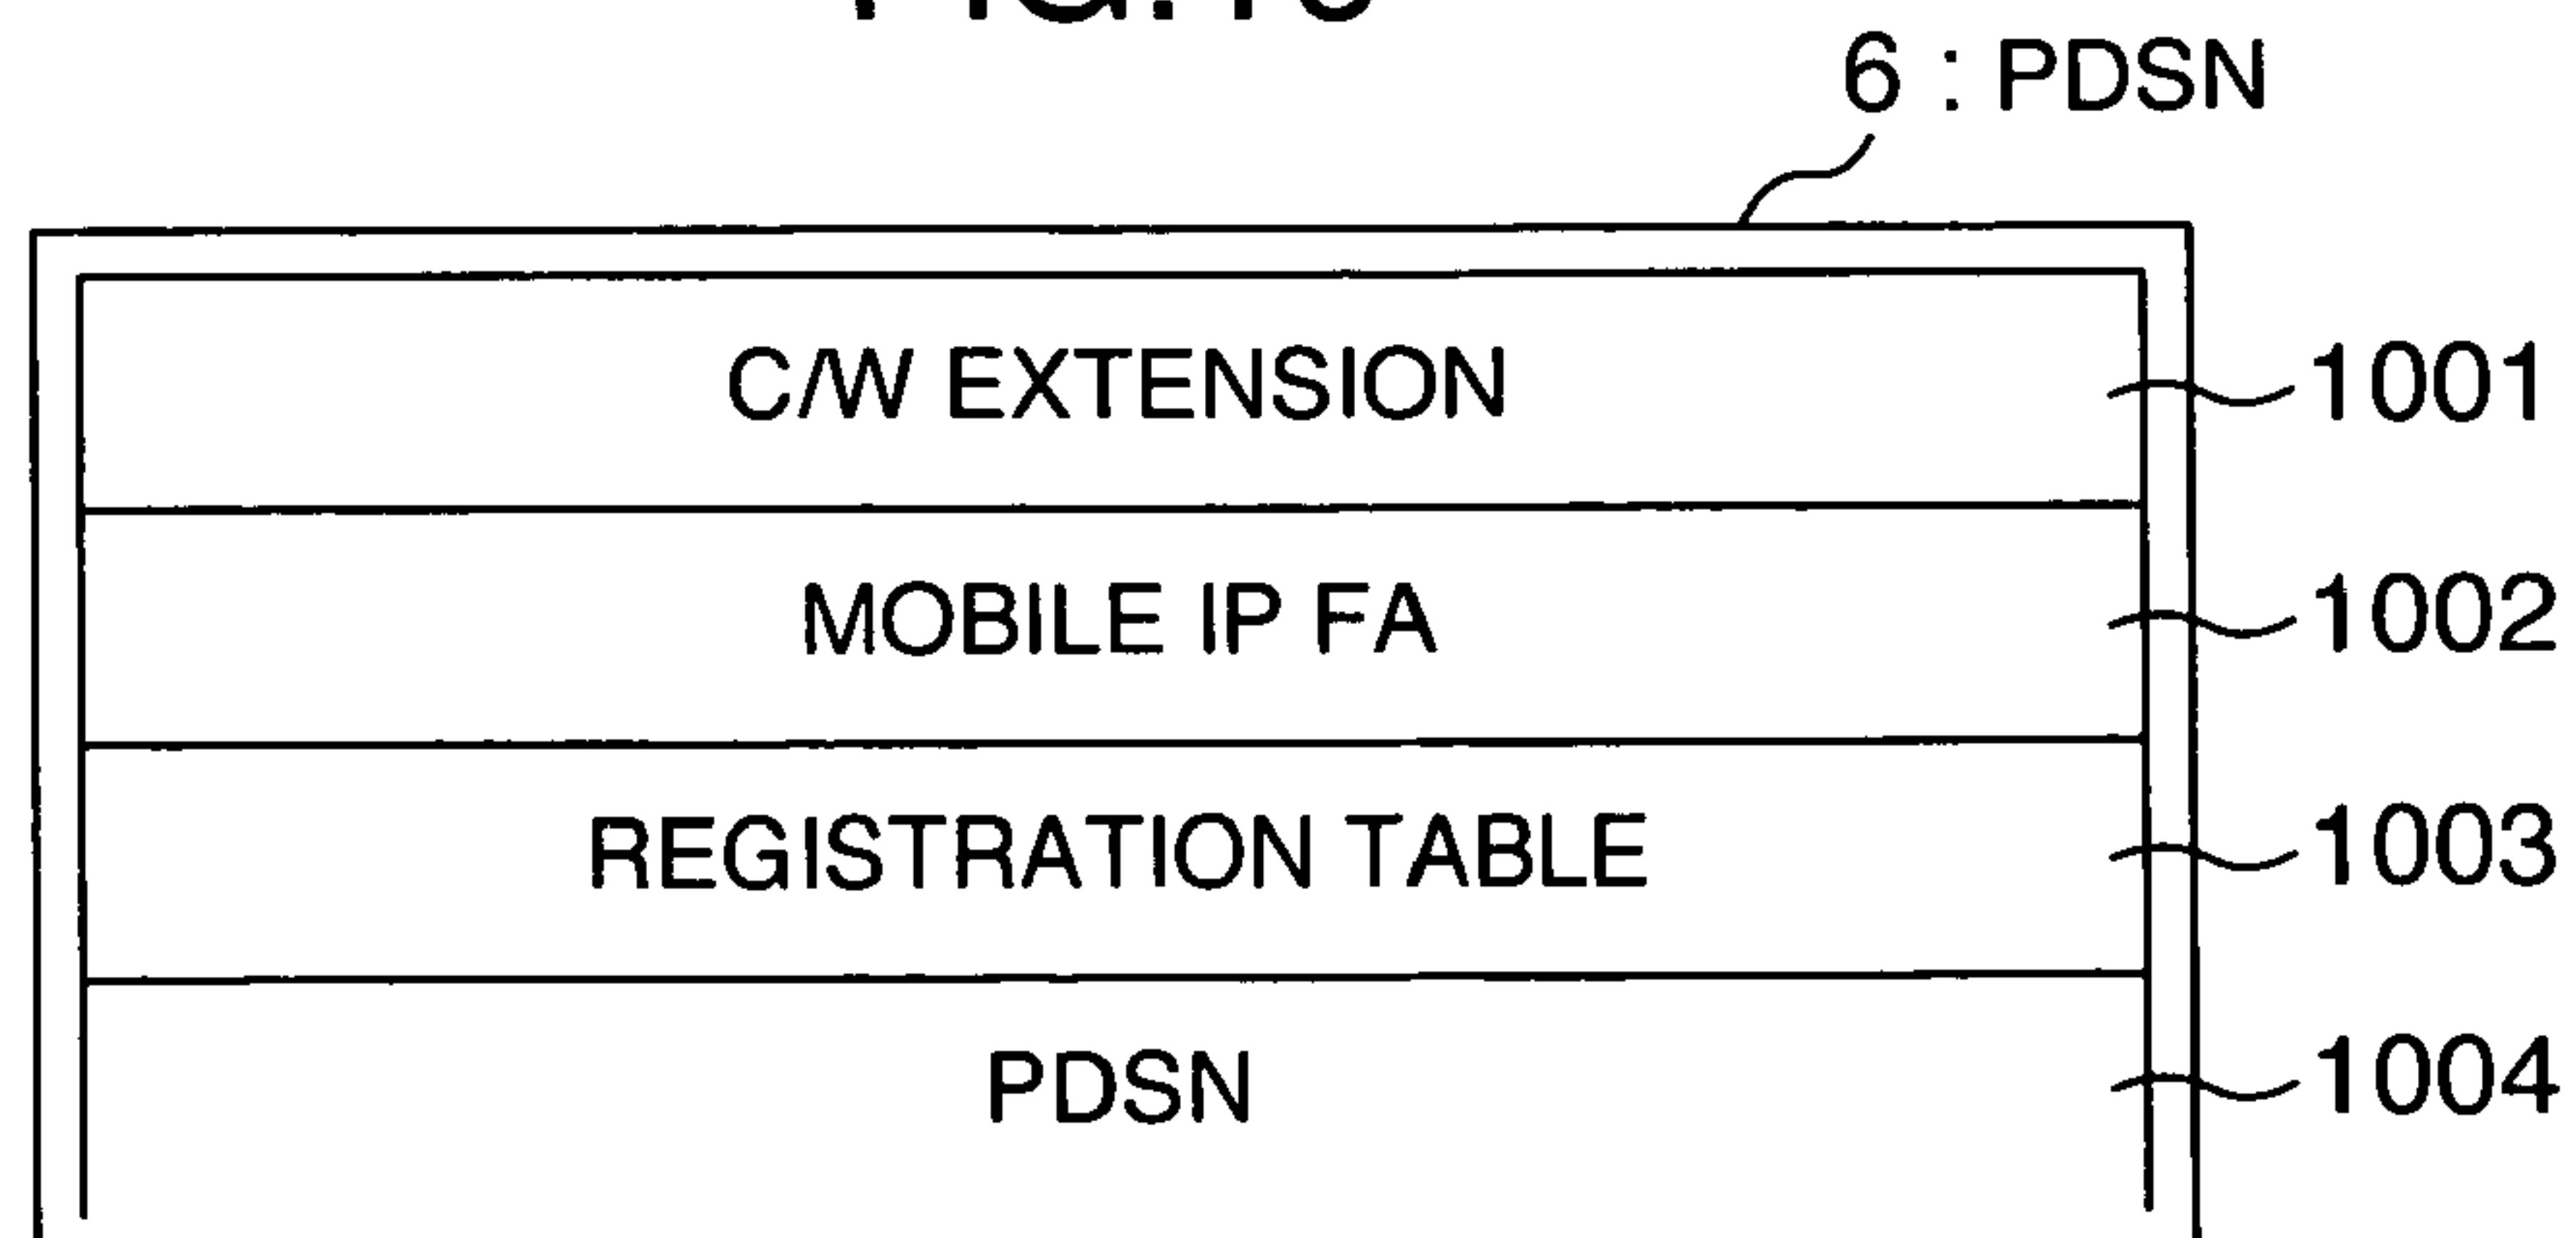 6 : PDSN
C/W EXTENSION
1001
MOBILE IP FA
1002
REGISTRATION TABLE
1003
PDSN
1004